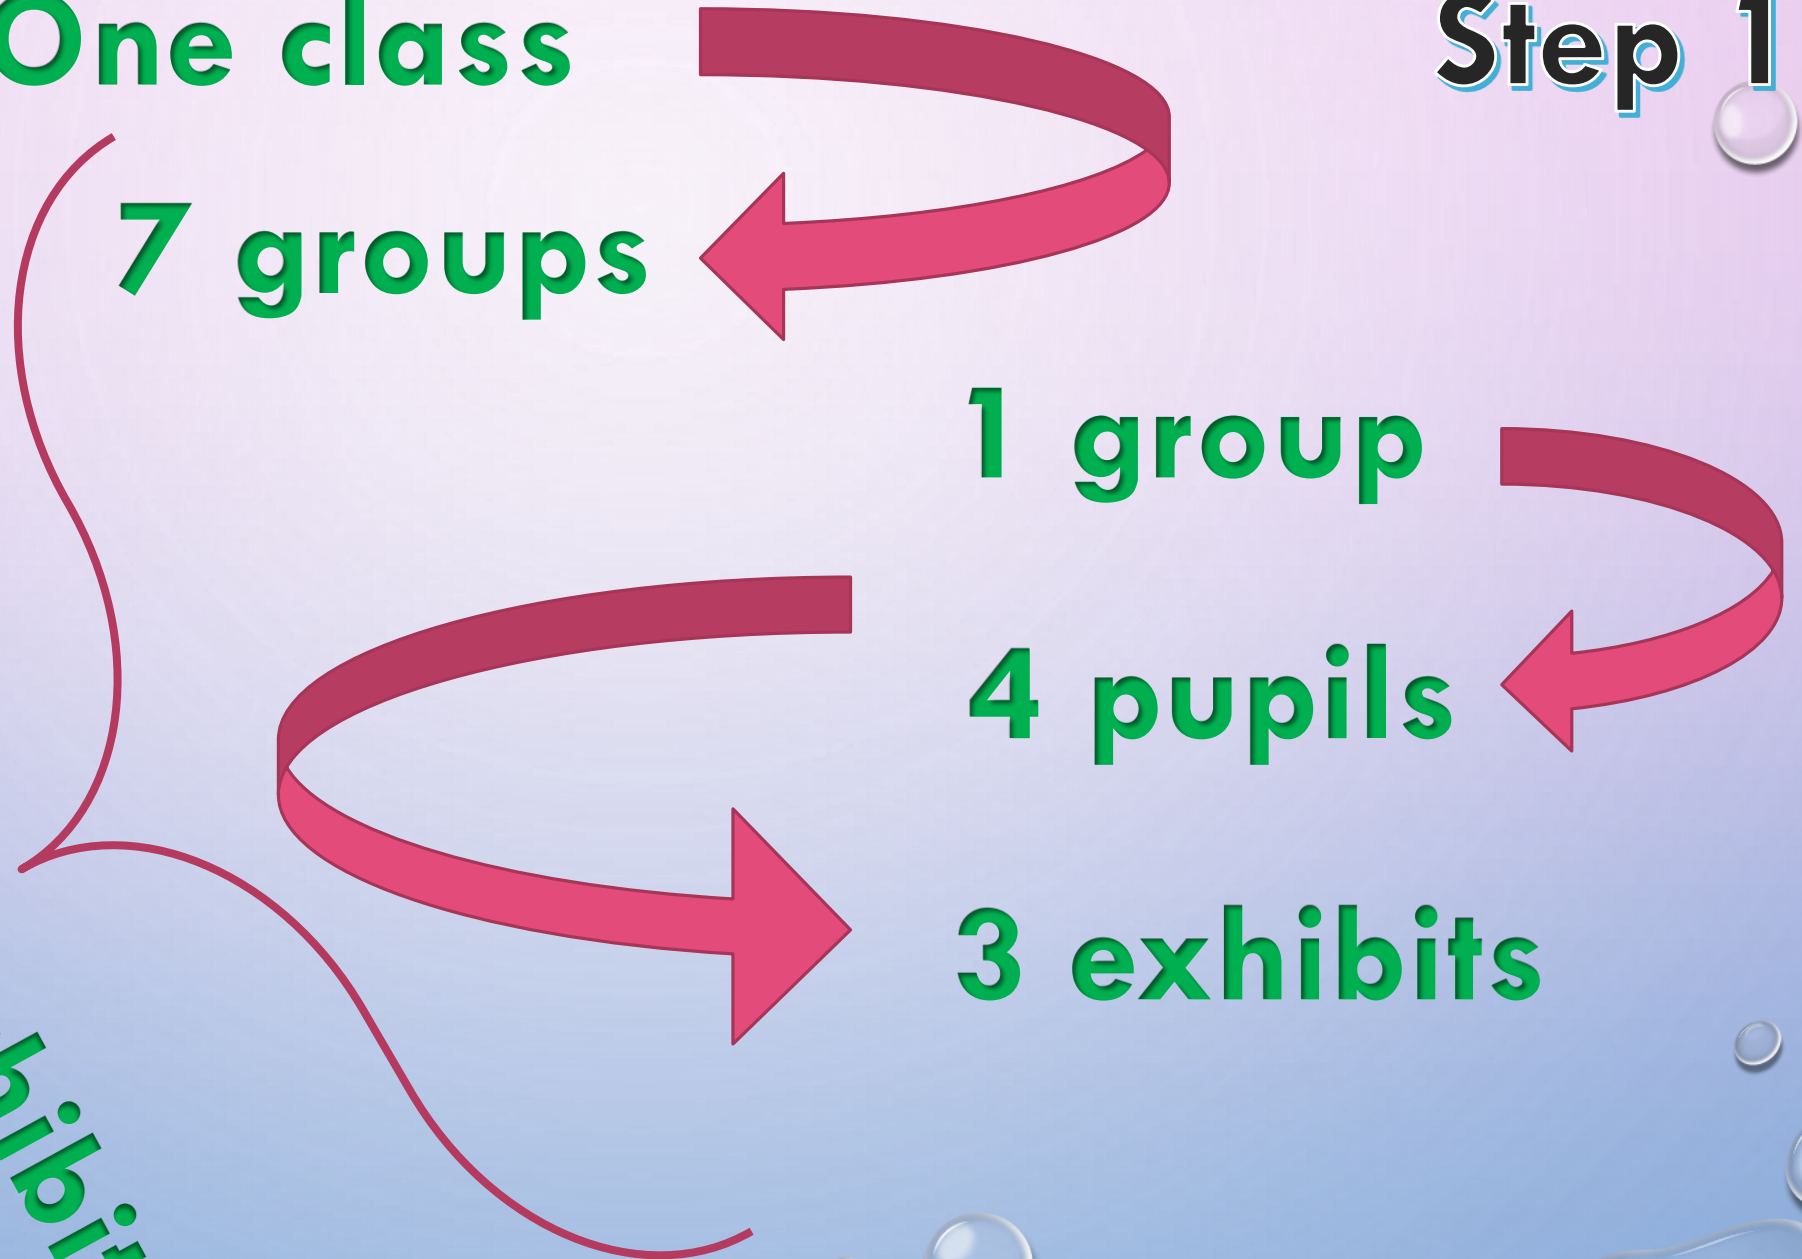 One class
Step 1
7 groups
1 group
4 pupils
3 exhibits